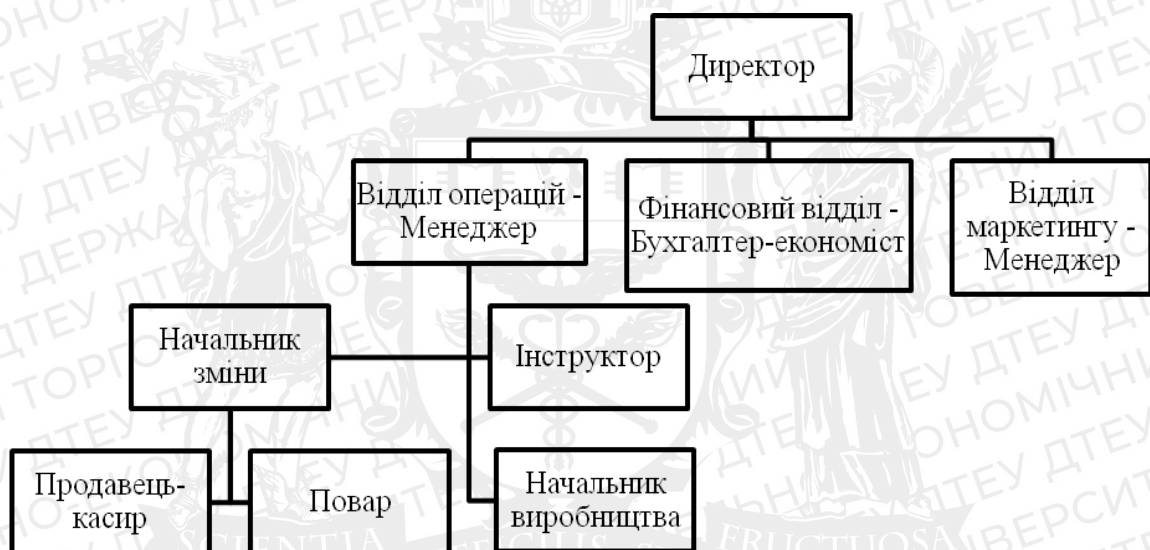 Директор
Відділ операцій -
Менеджер
Фінансовий відділ -
Бухгалтер-економіст
Відділ
маркетингу -
Менеджер
Начальник
зміни
Інструктор
Продавець-
касир
Повар
Начальник
виробництва